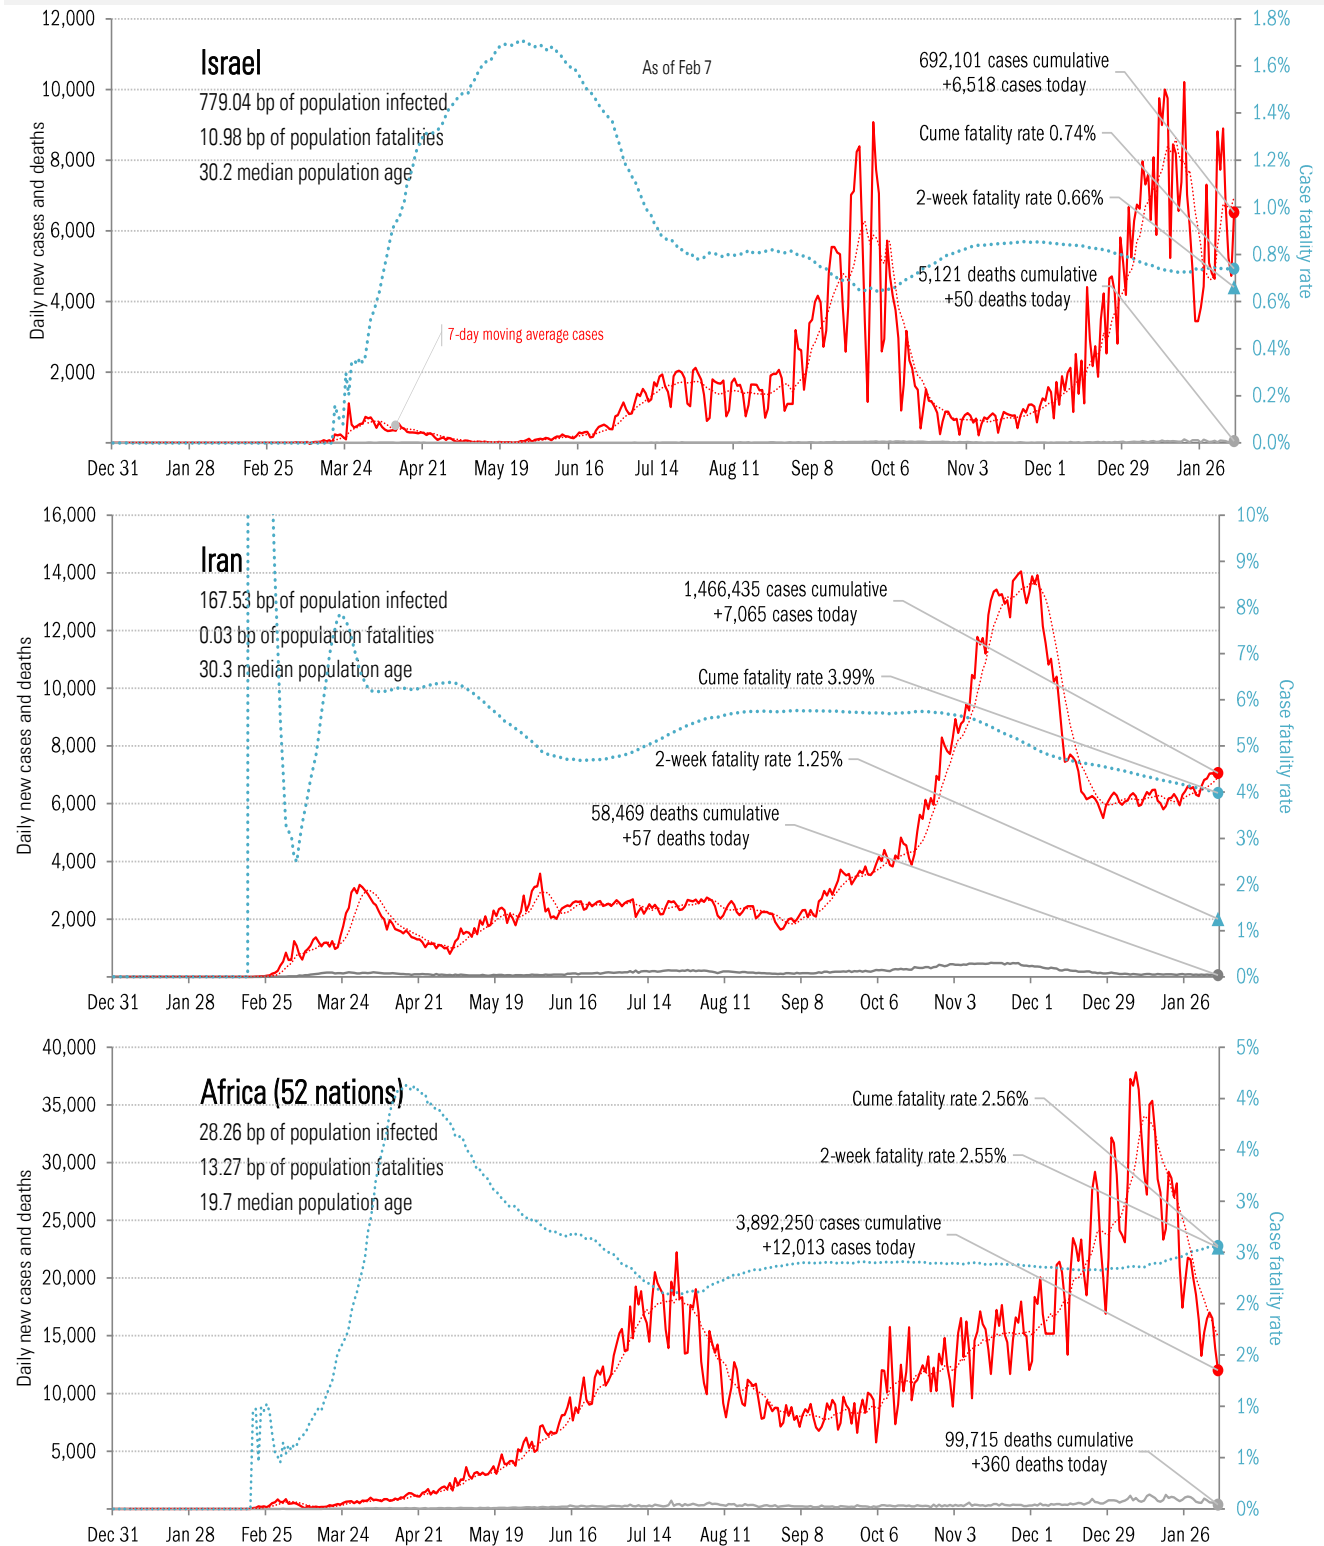 12,000
10,000
8,000
6,000
4,000
2,000
Daily new cases and deaths
Israel
779.04 bp of population infected
10.98 bp of population fatalities
30.2 median population age
As of Feb 7
7-day moving average cases
692,101 cases cumulative
+6,518 cases today
Cume fatality rate 0.74%
2-week fatality rate 0.66%
5,121 deaths cumulative
+50 deaths today
1.8%
1.6%
1.4%
1.2%
1.0%
0.8%
0.6%
0.4%
0.2%
0.0%
Case fatality rate
Dec 31 Jan 28 Feb 25 Mar 24 Apr 21 May 19 Jun 16 Jul 14 Aug 11 Sep 8 Oct 6 Nov 3 Dec 1 Dec 29 Jan 26
16,000
14,000
12,000
10,000
8,000
6,000
4,000
2,000
Daily new cases and deaths
Iran
167.53 bp of population infected
0.03 bp of population fatalities
30.3 median population age
1,466,435 cases cumulative
+7,065 cases today
Cume fatality rate 3.99%
2-week fatality rate 1.25%
58,469 deaths cumulative
+57 deaths today
10%
9%
8%
7%
6%
5%
4%
3%
2%
1%
0%
Case fatality rate
Dec 31 Jan 28 Feb 25 Mar 24 Apr 21 May 19 Jun 16 Jul 14 Aug 11 Sep 8 Oct 6 Nov 3 Dec 1 Dec 29 Jan 26
40,000
35,000
30,000
25,000
20,000
15,000
10,000
5,000
Daily new cases and deaths
Africa (52 nations)
28.26 bp of population infected
13.27 bp of population fatalities
19.7 median population age
Cume fatality rate 2.56%
2-week fatality rate 2.55%
3,892,250 cases cumulative
+12,013 cases today
99,715 deaths cumulative
+360 deaths today
5%
4%
4%
3%
3%
2%
2%
1%
1%
0%
Case fatality rate
Dec 31 Jan 28 Feb 25 Mar 24 Apr 21 May 19 Jun 16 Jul 14 Aug 11 Sep 8 Oct 6 Nov 3 Dec 1 Dec 29 Jan 26